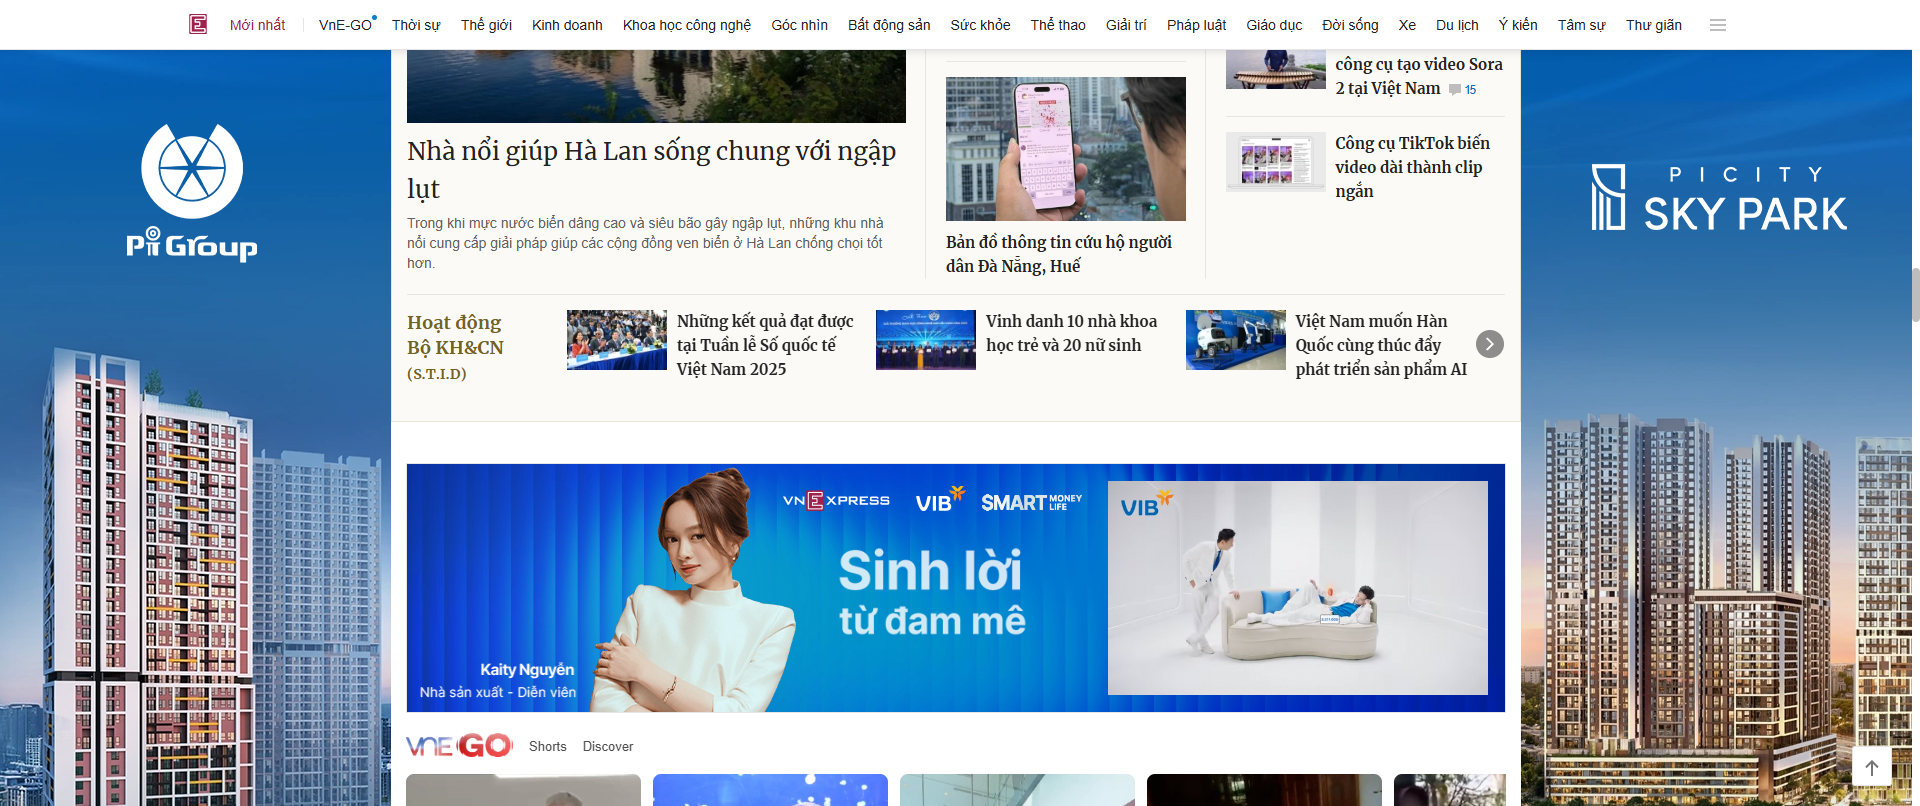 Mới nhất VnE-GO Thời sự Thế giới Kinh doanh Khoa học công nghệ Góc nhìn Bất động sản Sức khỏe Thể thao Giải trí Pháp luật Giáo dục Đời sống Xe Du lịch Ý kiến Tâm sự Thư giãn
Pi Group
Nhà nổi giúp Hà Lan sống chung với ngập
lụt
Trong khi mực nước biển dâng cao và siêu bão gây ngập lụt, những khu nhà
nổi cung cấp giải pháp giúp các cộng đồng ven biển ở Hà Lan chống chọi tốt
hơn.
Bản đồ thông tin cứu hộ người
dân Đà Nẵng, Huế
công cụ tạo video Sora
2 tại Việt Nam 15
Công cụ TikTok biến
video dài thành clip
ngắn
PICITY
SKY PARK
Hoạt động
Bộ KH&CN
(S.T.I.D)
Những kết quả đạt được
tại Tuần lễ Số quốc tế
Việt Nam 2025
Vinh danh 10 nhà khoa
học trẻ và 20 nữ sinh
Việt Nam muốn Hàn
Quốc cùng thúc đẩy
phát triển sản phẩm AI
VNEXPRESS VIB SMART MONEY LIFE
VIB
Sinh lời
từ đam mê
Kaity Nguyễn
Nhà sản xuất - Diễn viên
VNE GO Shorts Discover